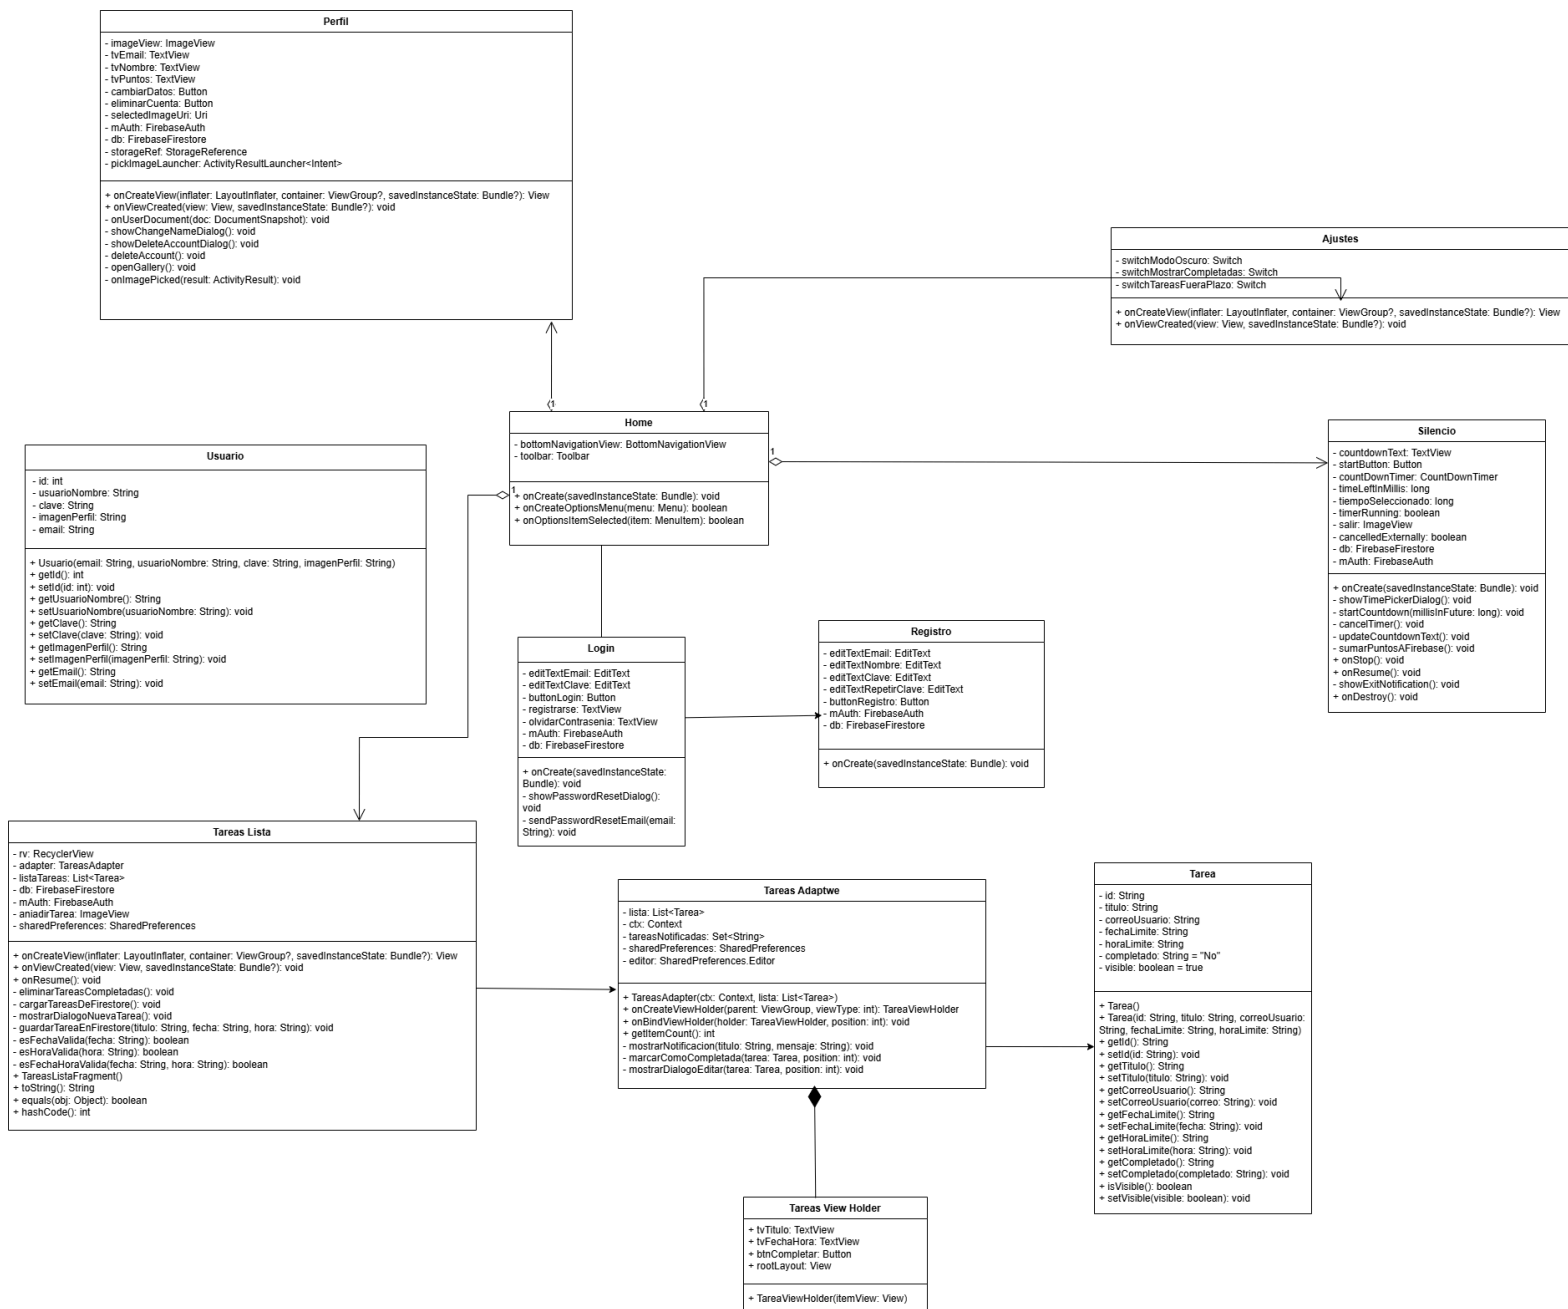 Perfil
- imageView: ImageView
- tvEmail: TextView
- tvNombre: TextView
- tvPuntos: TextView
- cambiarDatos: Button
- eliminarCuenta: Button
- selectedImageUri: Uri
- mAuth: FirebaseAuth
- db: FirebaseFirestore
- storageRef: StorageReference
- pickImageLauncher: ActivityResultLauncher<Intent>
+ onCreateView(inflater: LayoutInflater, container: ViewGroup?, savedInstanceState: Bundle?): View
+ onViewCreated(view: View, savedInstanceState: Bundle?): void
- onUserDocument(doc: DocumentSnapshot): void
- showChangeNameDialog(): void
- showDeleteAccountDialog(): void
- deleteAccount(): void
- openGallery(): void
- onImagePicked(result: ActivityResult): void
Ajustes
- switchModoOscuro: Switch
- switchMostrarCompletadas: Switch
- switchTareasFueraPlazo: Switch
+ onCreateView(inflater: LayoutInflater, container: ViewGroup?, savedInstanceState: Bundle?): View
+ onViewCreated(view: View, savedInstanceState: Bundle?): void
1
1
Home
- bottomNavigationView: BottomNavigationView
- toolbar: Toolbar
+ onCreate(savedInstanceState: Bundle): void
+ onCreateOptionsMenu(menu: Menu): boolean
+ onOptionsItemSelected(item: MenuItem): boolean
1
1
Silencio
- countdownText: TextView
- startButton: Button
- countDownTimer: CountDownTimer
- timeLeftInMillis: long
- tiempoSeleccionado: long
- timerRunning: boolean
- salir: ImageView
- cancelledExternally: boolean
- db: FirebaseFirestore
- mAuth: FirebaseAuth
+ onCreate(savedInstanceState: Bundle): void
- showTimePickerDialog(): void
- startCountdown(millisInFuture: long): void
- cancelTimer(): void
- updateCountdownText(): void
- sumarPuntosAFirebase(): void
+ onStop(): void
+ onResume(): void
- showExitNotification(): void
+ onDestroy(): void
Usuario
- id: int
- usuarioNombre: String
- clave: String
- imagenPerfil: String
- email: String
+ Usuario(email: String, usuarioNombre: String, clave: String, imagenPerfil: String)
+ getId(): int
+ setId(id: int): void
+ getUsuarioNombre(): String
+ setUsuarioNombre(usuarioNombre: String): void
+ getClave(): String
+ setClave(clave: String): void
+ getImagenPerfil(): String
+ setImagenPerfil(imagenPerfil: String): void
+ getEmail(): String
+ setEmail(email: String): void
Login
- editTextEmail: EditText
- editTextClave: EditText
- buttonLogin: Button
- registrarse: TextView
- olvidarContrasenia: TextView
- mAuth: FirebaseAuth
- db: FirebaseFirestore
+ onCreate(savedInstanceState:
Bundle): void
- showPasswordResetDialog():
void
- sendPasswordResetEmail(email:
String): void
Registro
- editTextEmail: EditText
- editTextNombre: EditText
- editTextClave: EditText
- editTextRepetirClave: EditText
- buttonRegistro: Button
- mAuth: FirebaseAuth
- db: FirebaseFirestore
+ onCreate(savedInstanceState: Bundle): void
Tareas Lista
- rv: RecyclerView
- adapter: TareasAdapter
- listaTareas: List<Tarea>
- db: FirebaseFirestore
- mAuth: FirebaseAuth
- aniadirTarea: ImageView
- sharedPreferences: SharedPreferences
+ onCreateView(inflater: LayoutInflater, container: ViewGroup?, savedInstanceState: Bundle?): View
+ onViewCreated(view: View, savedInstanceState: Bundle?): void
+ onResume(): void
- eliminarTareasCompletadas(): void
- cargarTareasDeFirestore(): void
- mostrarDialogoNuevaTarea(): void
- guardarTareaEnFirestore(titulo: String, fecha: String, hora: String): void
- esFechaValida(fecha: String): boolean
- esHoraValida(hora: String): boolean
- esFechaHoraValida(fecha: String, hora: String): boolean
+ TareasListaFragment()
+ toString(): String
+ equals(obj: Object): boolean
+ hashCode(): int
Tareas Adaptwe
- lista: List<Tarea>
- ctx: Context
- tareasNotificadas: Set<String>
- sharedPreferences: SharedPreferences
- editor: SharedPreferences.Editor
+ TareasAdapter(ctx: Context, lista: List<Tarea>)
+ onCreateViewHolder(parent: ViewGroup, viewType: int): TareaViewHolder
+ onBindViewHolder(holder: TareaViewHolder, position: int): void
+ getItemCount(): int
- mostrarNotificacion(titulo: String, mensaje: String): void
- marcarComoCompletada(tarea: Tarea, position: int): void
- mostrarDialogoEditar(tarea: Tarea, position: int): void
Tarea
- id: String
- titulo: String
- correoUsuario: String
- fechaLimite: String
- horaLimite: String
- completado: String = "No"
- visible: boolean = true
+ Tarea()
+ Tarea(id: String, titulo: String, correoUsuario:
String, fechaLimite: String, horaLimite: String)
+ getId(): String
+ setId(id: String): void
+ getTitulo(): String
+ setTitulo(titulo: String): void
+ getCorreoUsuario(): String
+ setCorreoUsuario(correo: String): void
+ getFechaLimite(): String
+ setFechaLimite(fecha: String): void
+ getHoraLimite(): String
+ setHoraLimite(hora: String): void
+ getCompletado(): String
+ setCompletado(completado: String): void
+ isVisible(): boolean
+ setVisible(visible: boolean): void
Tareas View Holder
+ tvTitulo: TextView
+ tvFechaHora: TextView
+ btnCompletar: Button
+ rootLayout: View
+ TareaViewHolder(itemView: View)